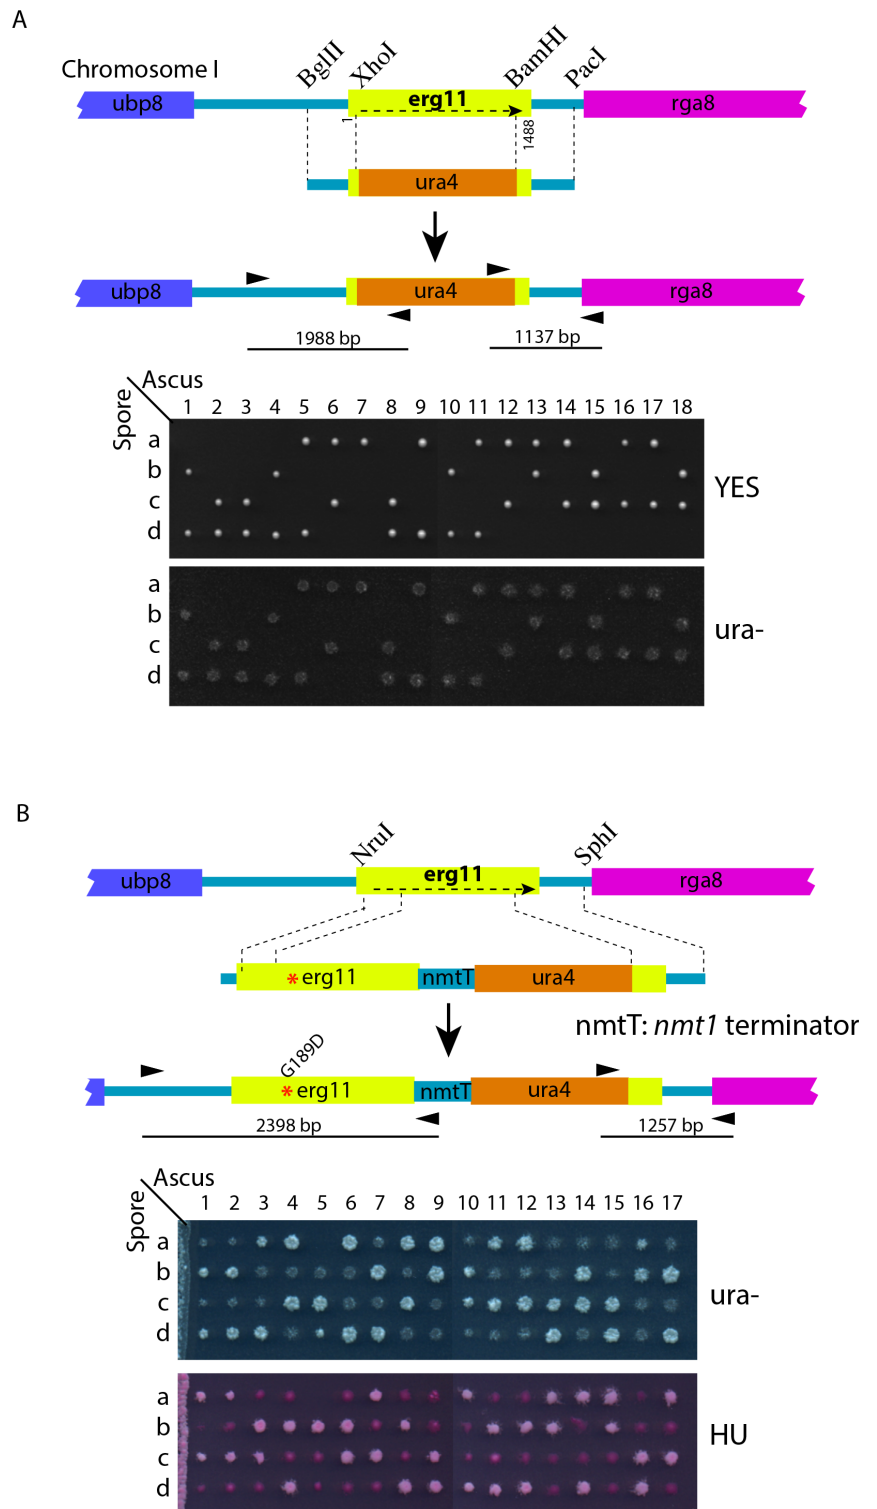 A
Chromosome I
BglII XhoI BamHI PacI
ubp8 erg11 rga8
1 1488
ura4
ubp8 ura4 rga8
1988 bp 1137 bp
Ascus
Spore
1 2 3 4 5 6 7 8 9 10 11 12 13 14 15 16 17 18
a
b
c
d
YES
a
b
c
d
ura-
B
NruI SphI
ubp8 erg11 rga8
* erg11 nmtT ura4
nmtT: nmt1 terminator
G189D
* erg11 nmtT ura4
2398 bp 1257 bp
Ascus
Spore
1 2 3 4 5 6 7 8 9 10 11 12 13 14 15 16 17
a
b
c
d
ura-
a
b
c
d
HU